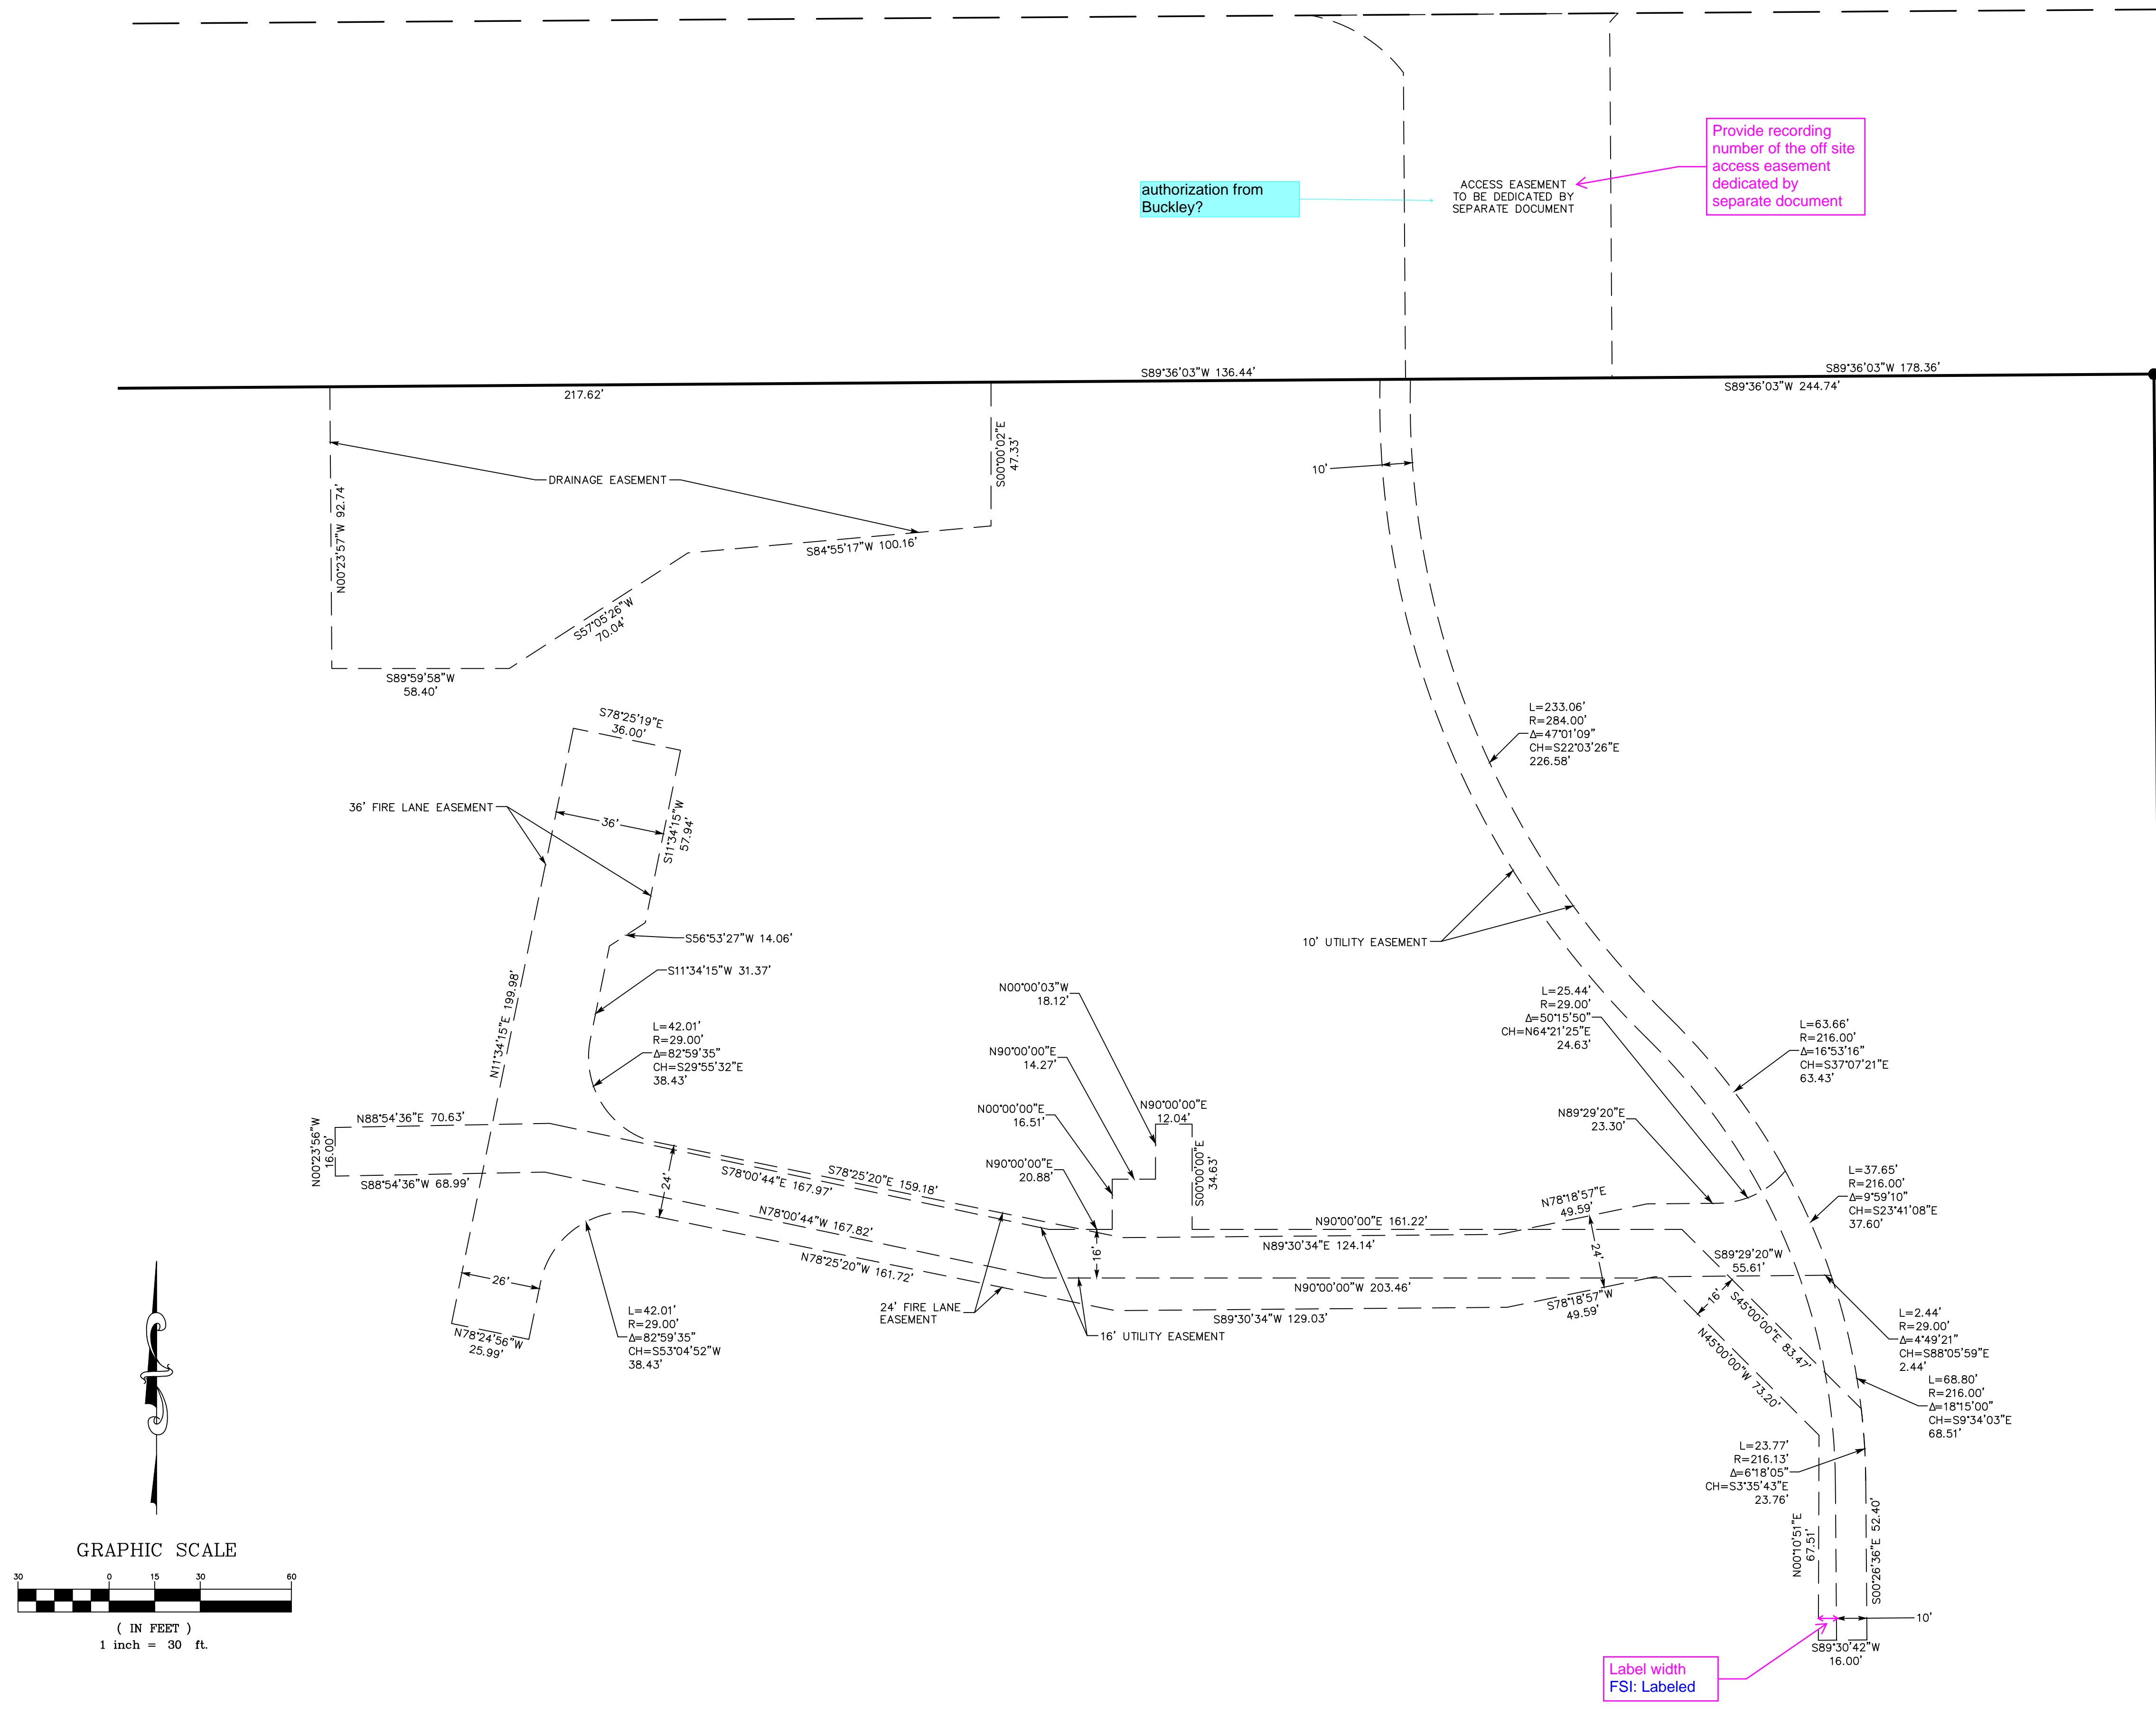 Provide recording
number of the off site
access easement
dedicated by
separate document
authorization from
Buckley?
ACCESS EASEMENT
TO BE DEDICATED BY
SEPARATE DOCUMENT
S89°36'03"W 136.44'
S89°36'03"W 178.36'
217.62'
S89°36'03"W 244.74'
S00°00'02"E
47.33'
10'
DRAINAGE EASEMENT
N00°23'57"W 92.74'
S84°55'17"W 100.16'
S57°05'26"W
70.04'
S89°59'58"W
58.40'
S78°25'19"E
36.00'
L=233.06'
R=284.00'
Δ=47°01'09"
CH=S22°03'26"E
226.58'
36' FIRE LANE EASEMENT
36'
S11°34'15"W
57.94'
S56°53'27"W 14.06'
10' UTILITY EASEMENT
S11°34'15"W 31.37'
N11°34'15"E 199.98'
N00°00'03"W
18.12'
L=25.44'
R=29.00'
Δ=50°15'50"
CH=N64°21'25"E
24.63'
L=42.01'
R=29.00'
Δ=82°59'35"
CH=S29°55'32"E
38.43'
L=63.66'
R=216.00'
Δ=16°53'16"
CH=S37°07'21"E
63.43'
N90°00'00"E
14.27'
N88°54'36"E 70.63'
N00°23'56"W
16.00'
N00°00'00"E
16.51'
N90°00'00"E
12.04'
N89°29'20"E
23.30'
S88°54'36"W 68.99'
24'
S78°25'20"E 159.18'
S78°00'44"E 167.97'
N90°00'00"E
20.88'
S00°00'00"E
34.63'
L=37.65'
R=216.00'
Δ=9°59'10"
CH=S23°41'08"E
37.60'
N78°18'57"E
49.59'
N78°00'44"W 167.82'
N90°00'00"E 161.22'
16'
N89°30'34"E 124.14'
24'
S89°29'20"W
55.61'
N78°25'20"W 161.72'
26'
N90°00'00"W 203.46'
S78°18'57"W
49.59'
16'
S45°00'00"E 83.47'
24' FIRE LANE
EASEMENT
S89°30'34"W 129.03'
16' UTILITY EASEMENT
N78°24'56"W
25.99'
L=42.01'
R=29.00'
Δ=82°59'35"
CH=S53°04'52"W
38.43'
N45°00'00"W 73.20'
L=2.44'
R=29.00'
Δ=4°49'21"
CH=S88°05'59"E
2.44'
L=68.80'
R=216.00'
Δ=18°15'00"
CH=S9°34'03"E
68.51'
L=23.77'
R=216.13'
Δ=6°18'05"
CH=S3°35'43"E
23.76'
N00°10'51"E
67.51'
S00°26'36"E 52.40'
10'
S89°30'42"W
16.00'
Label width
FSI: Labeled
GRAPHIC SCALE
30 0 15 30 60
( IN FEET )
1 inch = 30 ft.